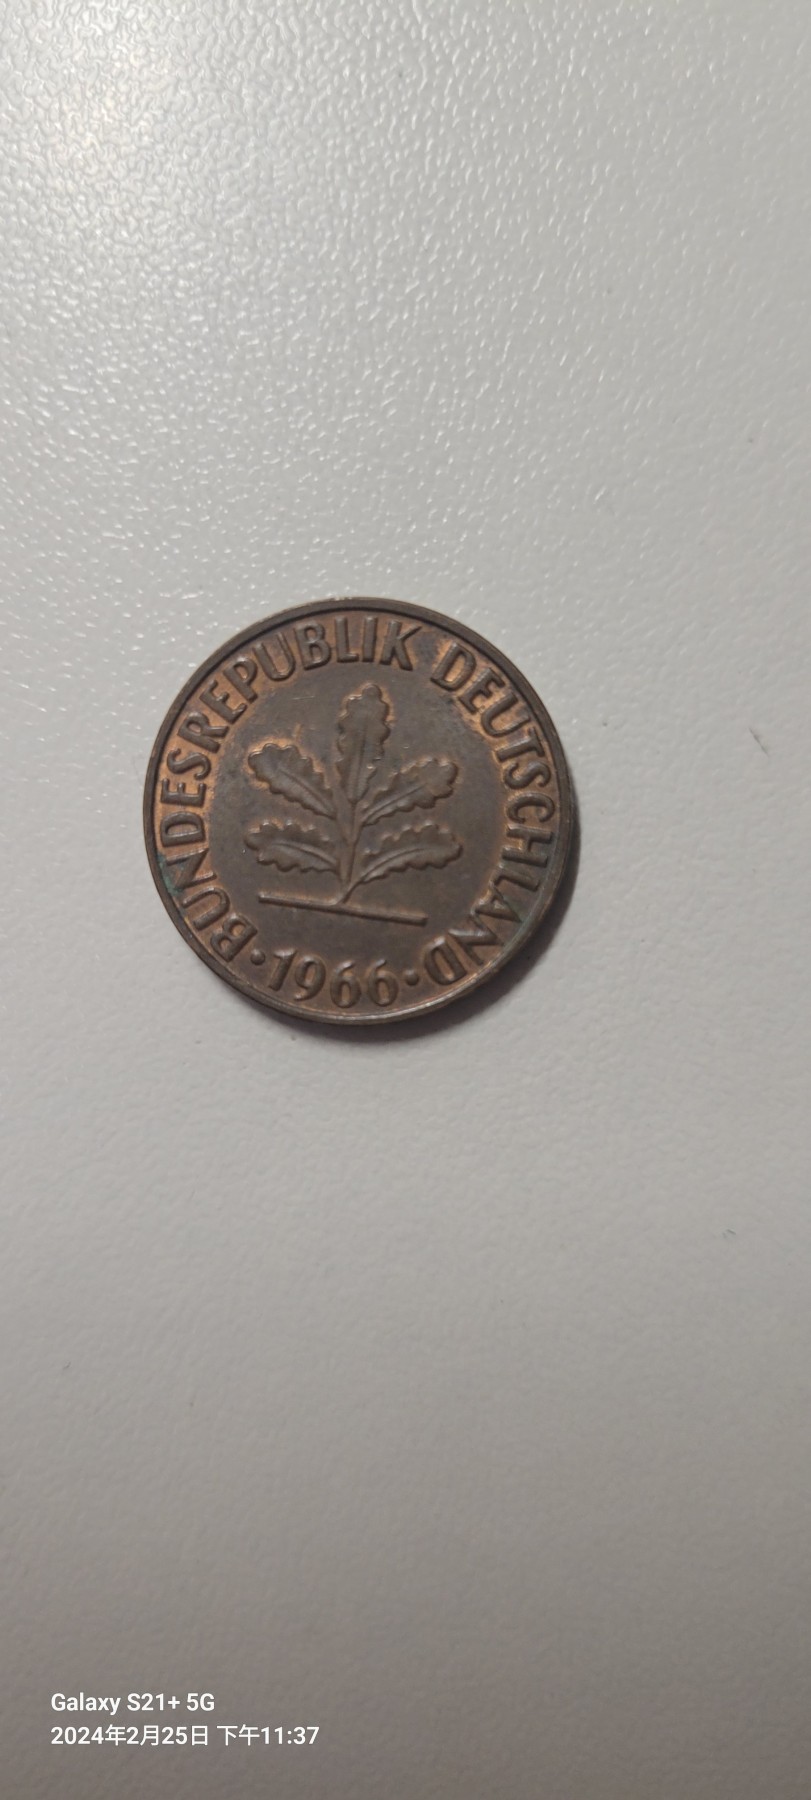 BUNDESREPUBLIK DEUTSCHLAND
·1966·
Galaxy S21+ 5G
2024年2月25日 下午11:37